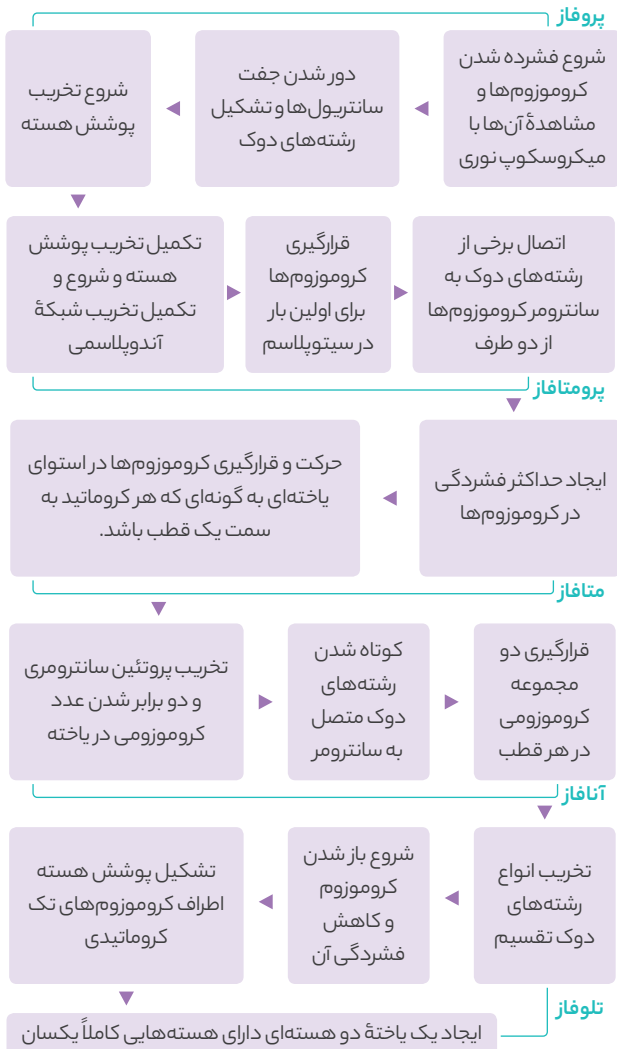 پروفاز
شروع فشرده شدن
کروموزوم‌ها و
مشاهدهٔ آن‌ها با
میکروسکوپ نوری
دور شدن جفت
سانتریول‌ها و تشکیل
رشته‌های دوک
شروع تخریب
پوشش هسته
تکمیل تخریب پوشش
هسته و شروع و
تکمیل تخریب شبکهٔ
آندوپلاسمی
قرارگیری
کروموزوم‌ها
برای اولین بار
در سیتوپلاسم
اتصال برخی از
رشته‌های دوک به
سانترومر کروموزوم‌ها
از دو طرف
پرومتافاز
ایجاد حداکثر فشردگی
در کروموزوم‌ها
حرکت و قرارگیری کروموزوم‌ها در استوای
یاخته‌ای به گونه‌ای که هر کروماتید به
سمت یک قطب باشد.
متافاز
تخریب پروتئین سانترومری
و دو برابر شدن عدد
کروموزومی در یاخته
کوتاه شدن
رشته‌های
دوک متصل
به سانترومر
قرارگیری دو
مجموعه
کروموزومی
در هر قطب
آنافاز
تخریب انواع
رشته‌های
دوک تقسیم
شروع باز شدن
کروموزوم
و کاهش
فشردگی آن
تشکیل پوشش هسته
اطراف کروموزوم‌های تک
کروماتیدی
تلوفاز
ایجاد یک یاختهٔ دو هسته‌ای دارای هسته‌هایی کاملاً یکسان